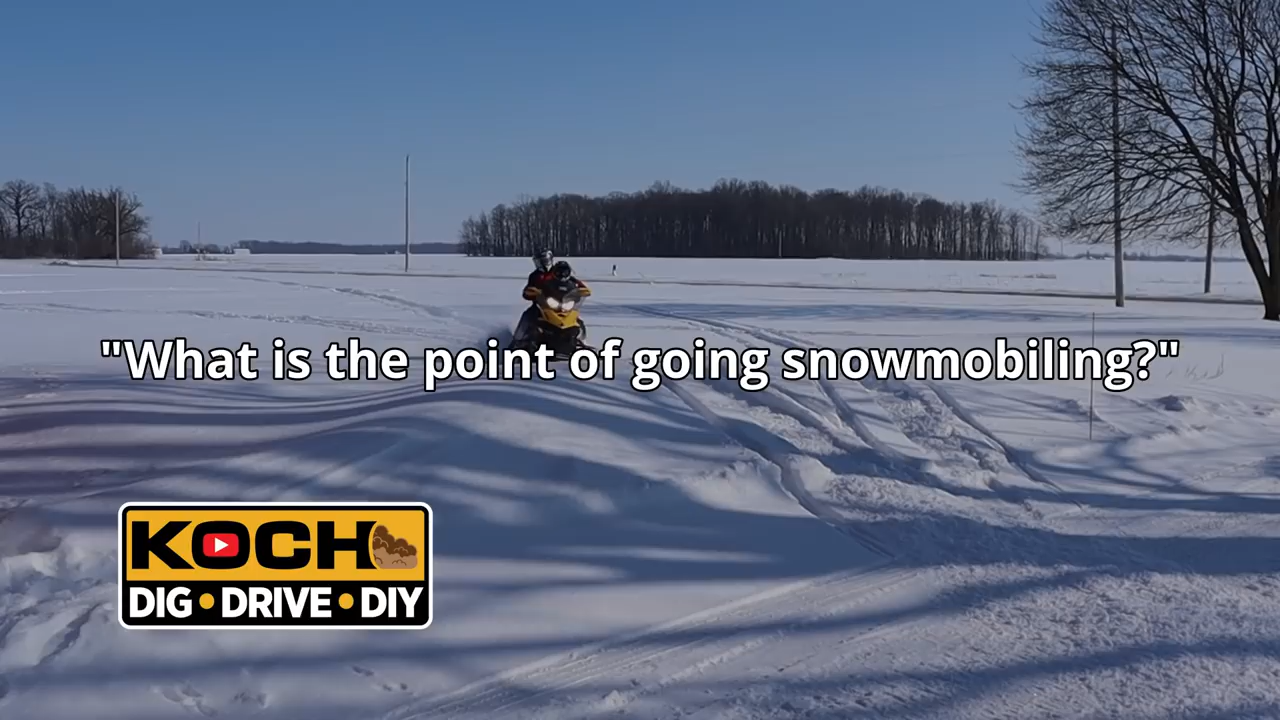 "What is the point of going snowmobiling?"
KOCH
DIG • DRIVE • DIY